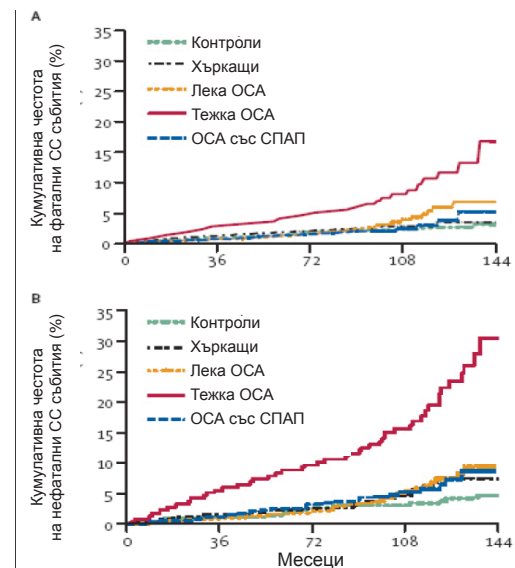 A
Кумулативна честота
на фатални СС събития (%)
35
30
25
20
15
10
5
0
Контроли
Хъркащи
Лека ОСА
Тежка ОСА
ОСА със СПАП
0 36 72 108 144
B
Кумулативна честота
на нефатални СС събития (%)
35
30
25
20
15
10
5
0
Контроли
Хъркащи
Лека ОСА
Тежка ОСА
ОСА със СПАП
0 36 72 108 144
Месеци